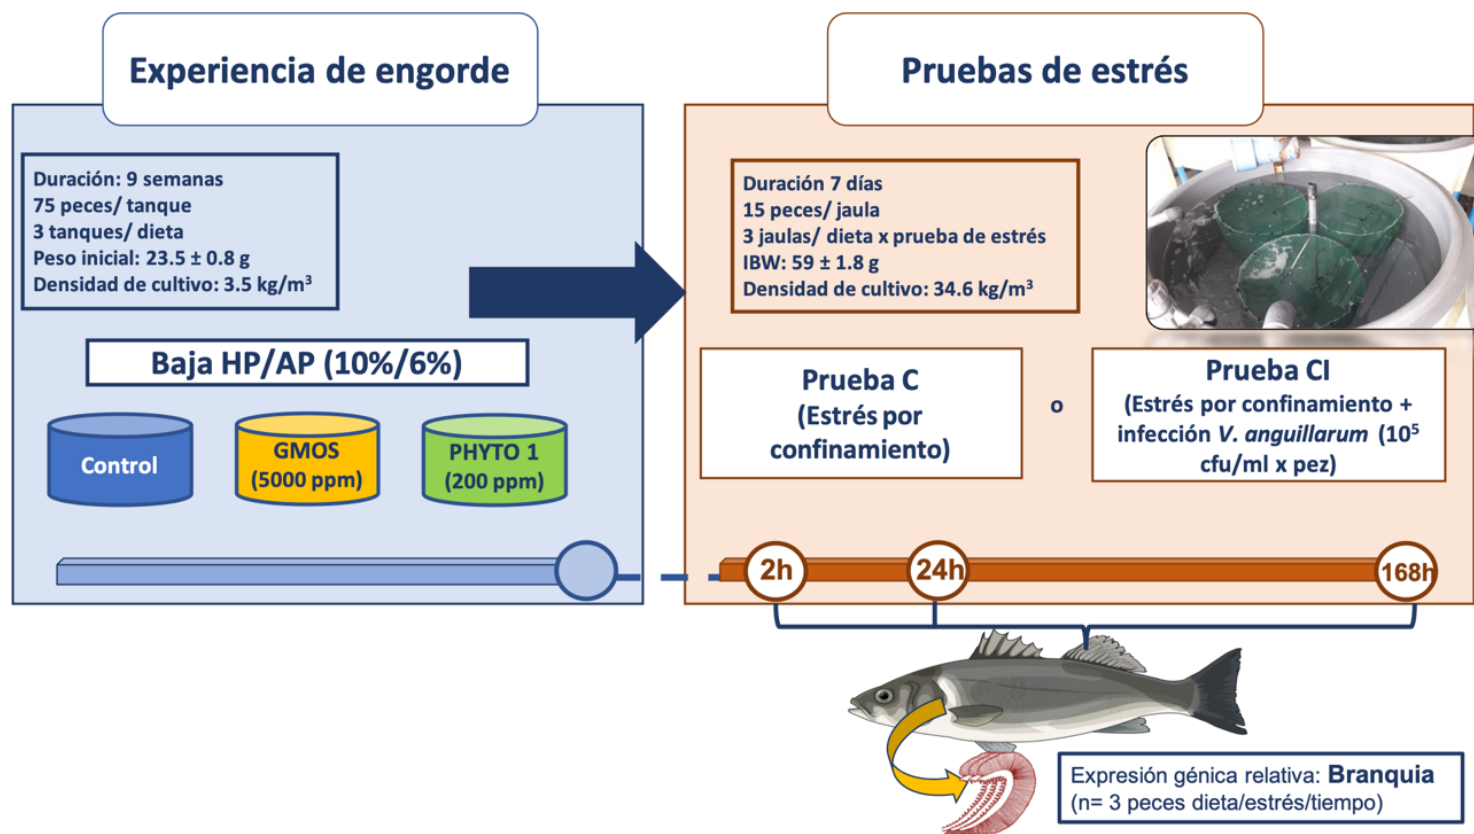 Experiencia de engorde
Duración: 9 semanas
75 peces/ tanque
3 tanques/ dieta
Peso inicial: 23.5 ± 0.8 g
Densidad de cultivo: 3.5 kg/m³
Baja HP/AP (10%/6%)
Control
GMOS
(5000 ppm)
PHYTO 1
(200 ppm)
Pruebas de estrés
Duración 7 días
15 peces/ jaula
3 jaulas/ dieta x prueba de estrés
IBW: 59 ± 1.8 g
Densidad de cultivo: 34.6 kg/m³
Prueba C
(Estrés por
confinamiento)
o
Prueba CI
(Estrés por confinamiento +
infección V. anguillarum (10⁵
cfu/ml x pez)
2h
24h
168h
Expresión génica relativa: Branquia
(n= 3 peces dieta/estrés/tiempo)